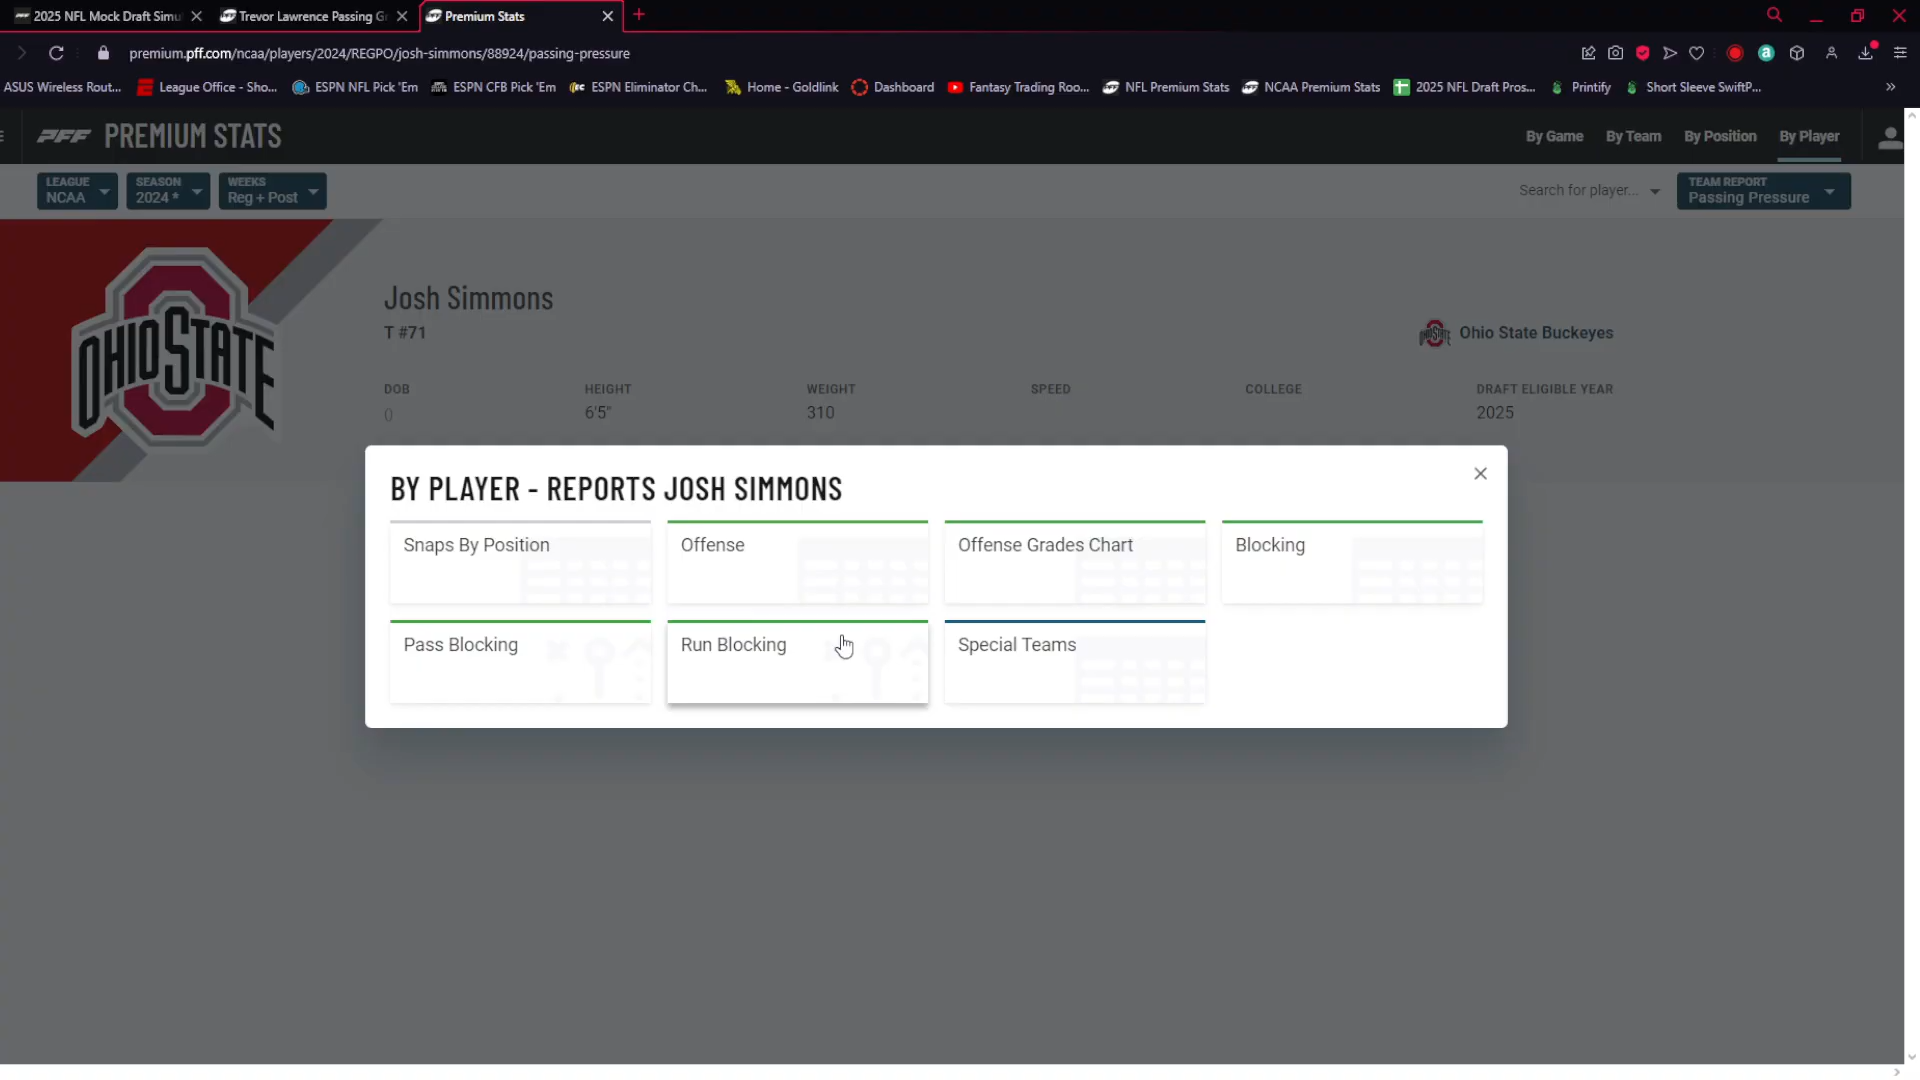 2025 NFL Mock Draft Simu
Trevor Lawrence Passing Gr
Premium Stats
premium.pff.com/ncaa/players/2024/REGPO/josh-simmons/88924/passing-pressure
ASUS Wireless Rout... League Office - Sho... ESPN NFL Pick 'Em ESPN CFB Pick 'Em ESPN Eliminator Ch... Home - Goldlink Dashboard Fantasy Trading Roo... NFL Premium Stats NCAA Premium Stats 2025 NFL Draft Pros... Printify Short Sleeve SwiftP...
PFF PREMIUM STATS
By Game By Team By Position By Player
LEAGUE
NCAA
SEASON
2024 *
WEEKS
Reg + Post
Search for player...
TEAM REPORT
Passing Pressure
OHIO STATE
Josh Simmons
T #71
Ohio State Buckeyes
DOB HEIGHT WEIGHT SPEED COLLEGE DRAFT ELIGIBLE YEAR
() 6'5" 310 2025
BY PLAYER - REPORTS JOSH SIMMONS
Snaps By Position Offense Offense Grades Chart Blocking
Pass Blocking Run Blocking Special Teams